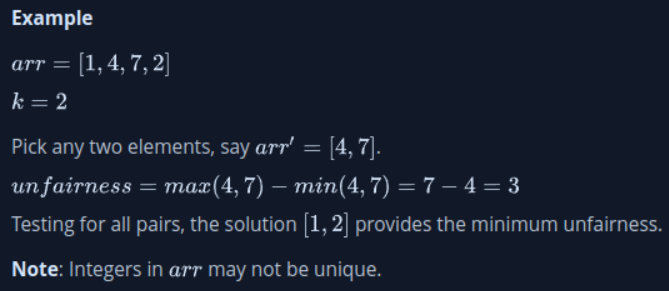 Example
arr = [1, 4, 7, 2]
k = 2
Pick any two elements, say arr′ = [4, 7].
unfairness = max(4, 7) − min(4, 7) = 7 − 4 = 3
Testing for all pairs, the solution [1, 2] provides the minimum unfairness.
Note: Integers in arr may not be unique.